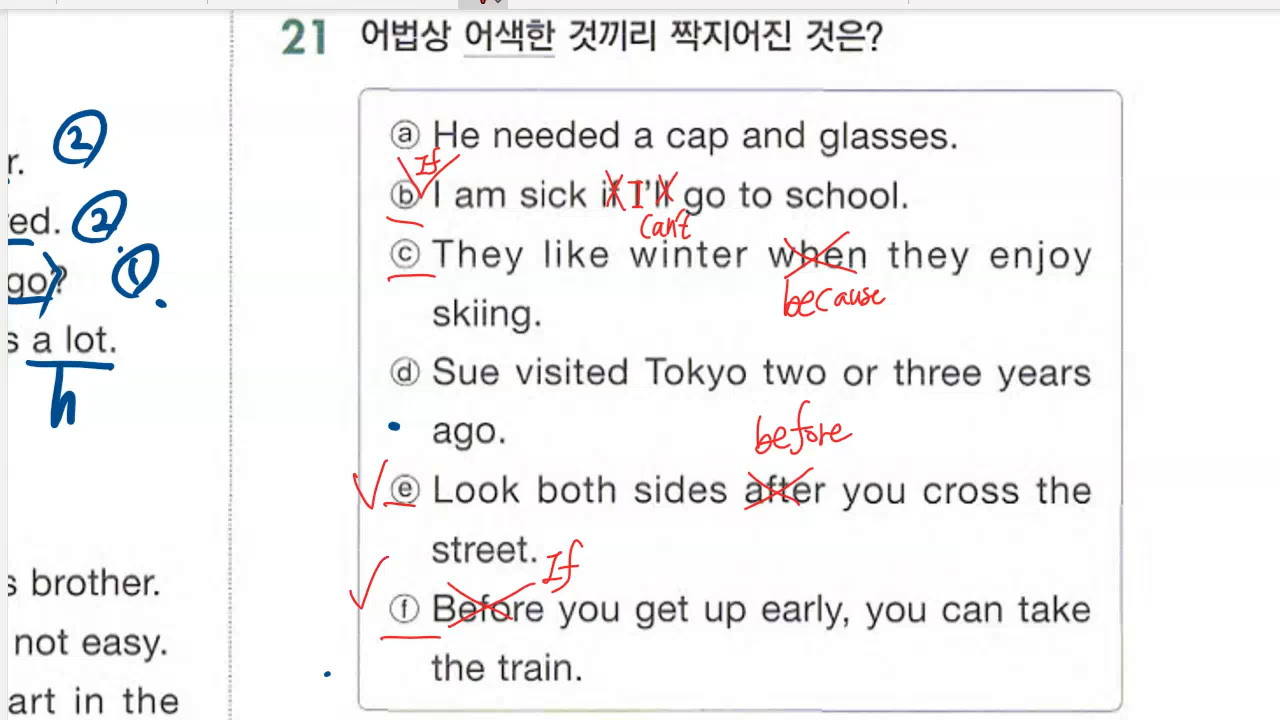 21 어법상 어색한 것끼리 짝지어진 것은?
r. ②
ed. ②
go? ①
s a lot.
h
s brother.
not easy.
art in the
ⓐ He needed a cap and glasses.
If
ⓑ I am sick if I'll go to school.
I
can't
ⓒ They like winter when they enjoy
because
skiing.
ⓓ Sue visited Tokyo two or three years
ago.
before
ⓔ Look both sides after you cross the
street.
If
ⓕ Before you get up early, you can take
the train.